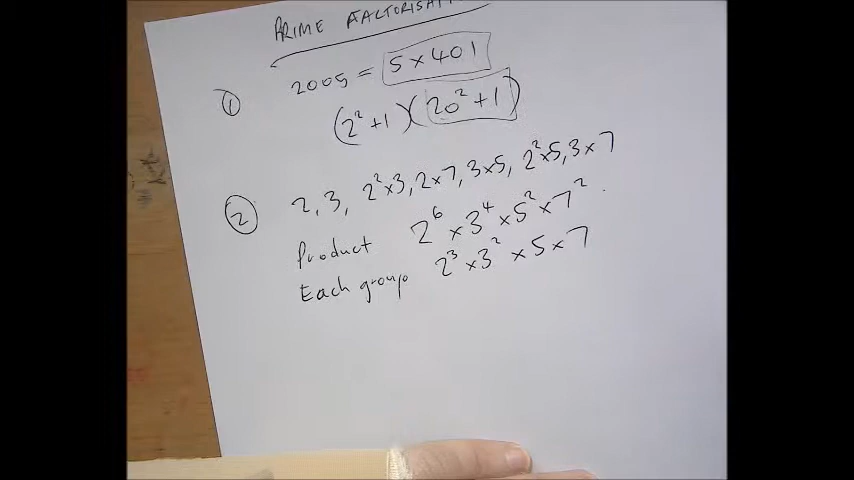 PRIME FACTORISAT
① 2005 = 5 × 401
(2² + 1)(20² + 1)
② 2, 3, 2² × 3, 2 × 7, 3 × 5, 2² × 5, 3 × 7
Product 2⁶ × 3⁴ × 5² × 7².
Each group 2³ × 3² × 5 × 7